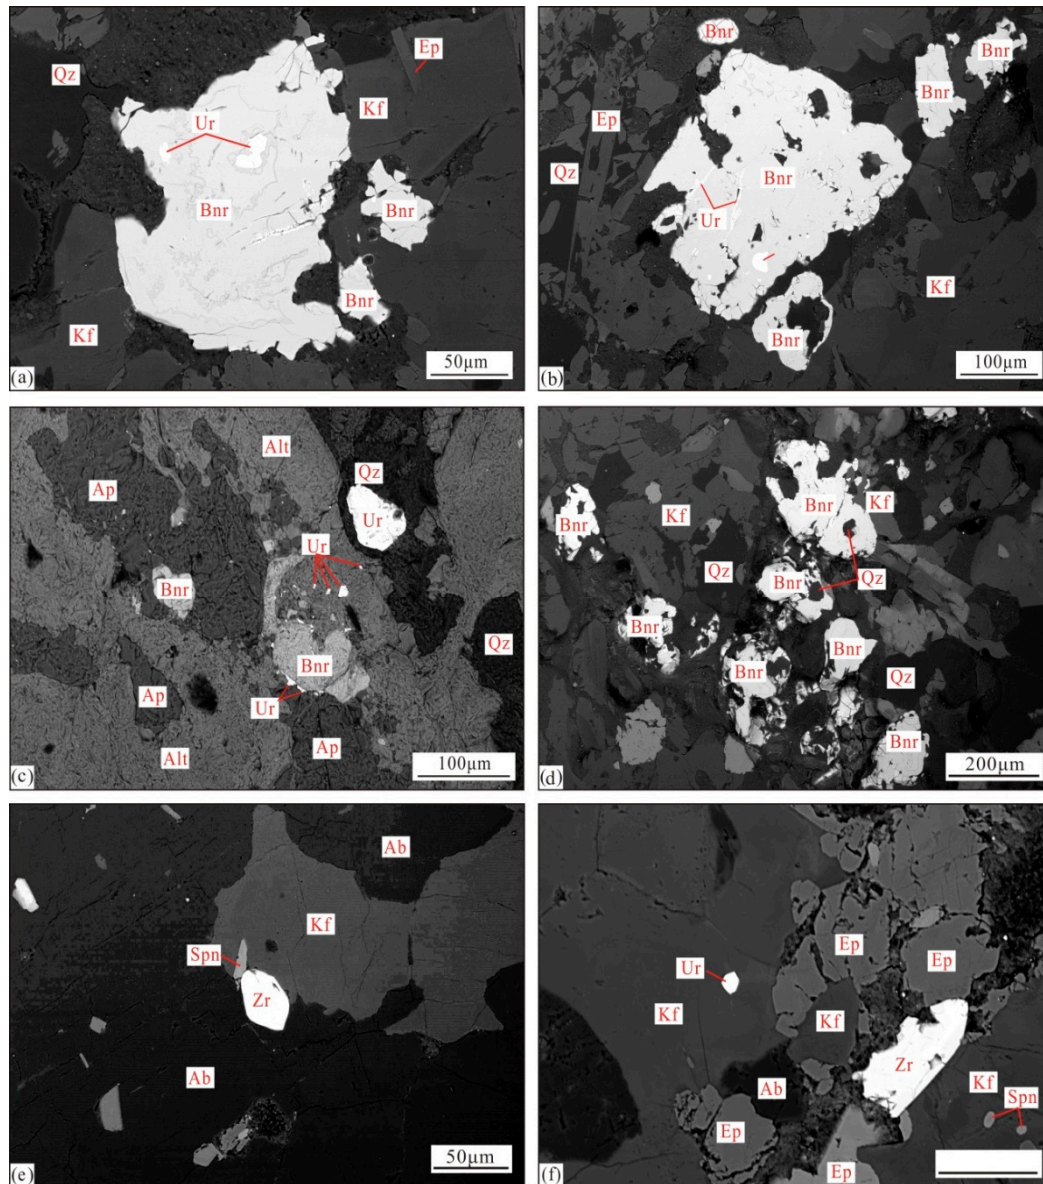 Ep
Qz
Kf
Ur
Bnr
Bnr
Bnr
Kf
50µm
(a)
Bnr
Bnr
Bnr
Ep
Qz
Bnr
Ur
Kf
Bnr
100µm
(b)
Alt
Qz
Ap
Ur
Ur
Bnr
Qz
Bnr
Ap
Ur
Ap
Alt
100µm
(c)
Bnr
Kf
Kf
Bnr
Qz
Qz
Bnr
Bnr
Bnr
Bnr
Qz
Bnr
200µm
(d)
Ab
Kf
Spn
Zr
Ab
50µm
(e)
Ep
Ep
Ur
Kf
Kf
Zr
Ab
Kf
Spn
Ep
Ep
(f)